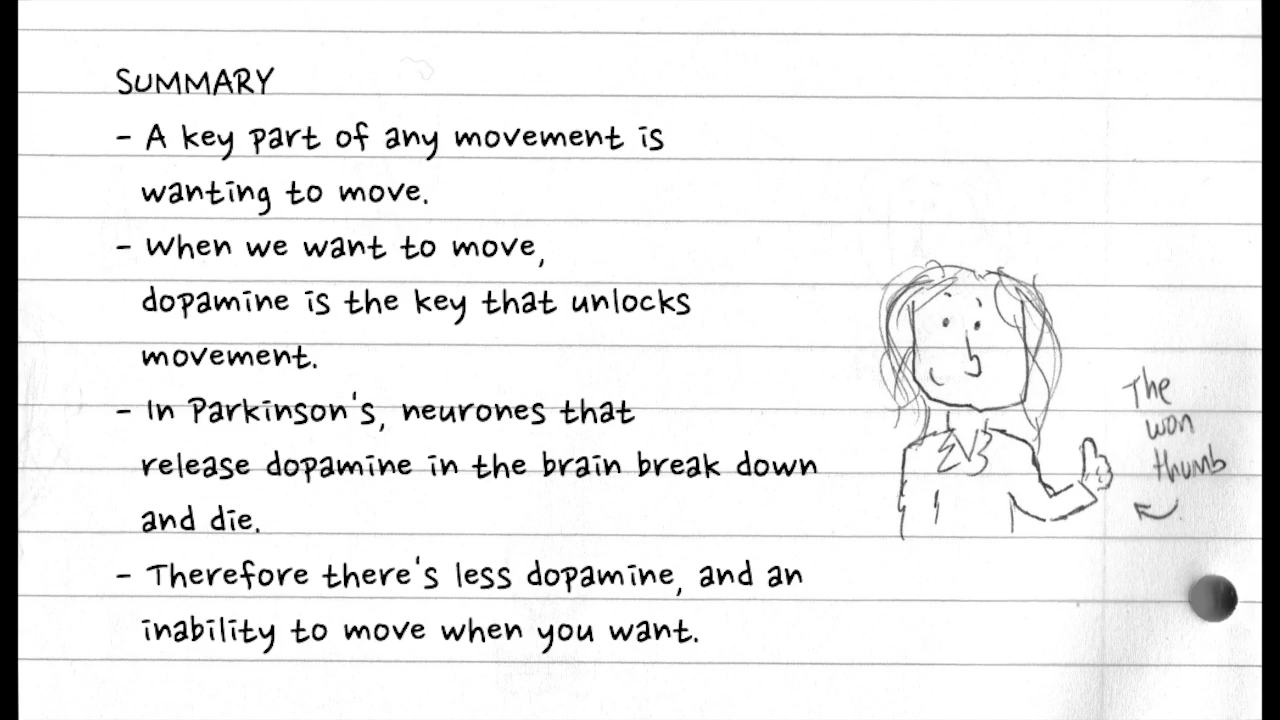 SUMMARY
- A key part of any movement is
wanting to move.
- When we want to move,
dopamine is the key that unlocks
movement.
- In Parkinson's, neurones that
release dopamine in the brain break down
and die.
- Therefore there's less dopamine, and an
inability to move when you want.
The
won
thumb